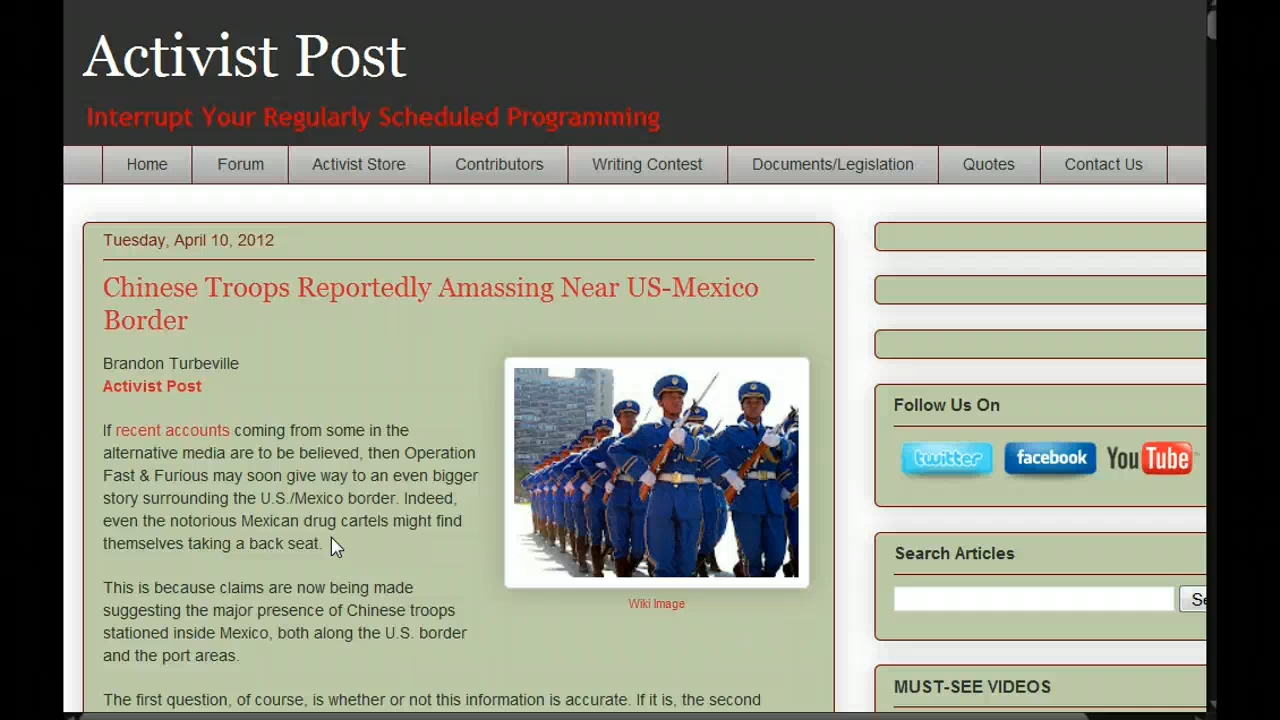 Activist Post
Interrupt Your Regularly Scheduled Programming
Home Forum Activist Store Contributors Writing Contest Documents/Legislation Quotes Contact Us
Tuesday, April 10, 2012
Chinese Troops Reportedly Amassing Near US-Mexico
Border
Brandon Turbeville
Activist Post
If recent accounts coming from some in the
alternative media are to be believed, then Operation
Fast & Furious may soon give way to an even bigger
story surrounding the U.S./Mexico border. Indeed,
even the notorious Mexican drug cartels might find
themselves taking a back seat.
This is because claims are now being made
suggesting the major presence of Chinese troops
stationed inside Mexico, both along the U.S. border
and the port areas.
The first question, of course, is whether or not this information is accurate. If it is, the second
Wiki Image
Follow Us On
twitter facebook YouTube
Search Articles
Se
MUST-SEE VIDEOS